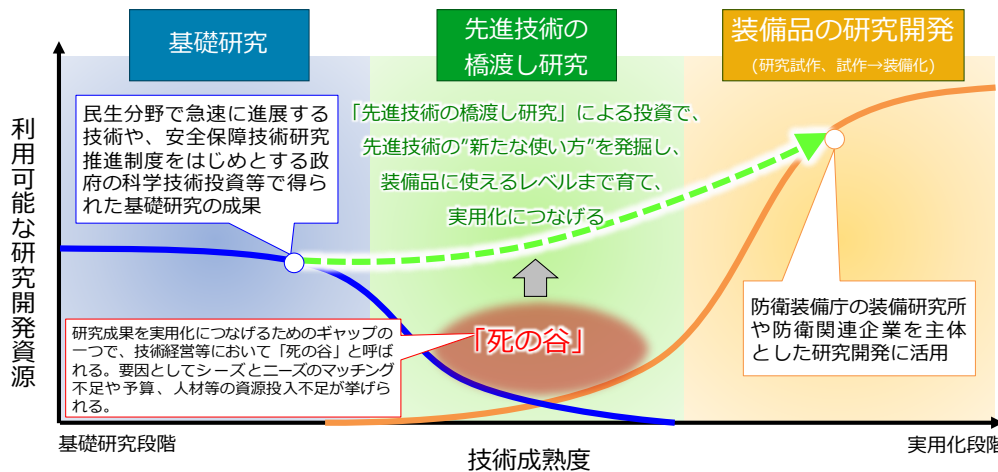 基礎研究
先進技術の
橋渡し研究
装備品の研究開発
(研究試作、試作→装備化)
民生分野で急速に進展する
技術や、安全保障技術研究
推進制度をはじめとする政
府の科学技術投資等で得ら
れた基礎研究の成果
「先進技術の橋渡し研究」による投資で、
先進技術の”新たな使い方”を発掘し、
装備品に使えるレベルまで育て、
実用化につなげる
利用可能な研究開発資源
研究成果を実用化につなげるためのギャップの
一つで、技術経営等において「死の谷」と呼ば
れる。要因としてシーズとニーズのマッチング
不足や予算、人材等の資源投入不足が挙げら
れる。
「死の谷」
防衛装備庁の装備研究所
や防衛関連企業を主体
とした研究開発に活用
基礎研究段階
技術成熟度
実用化段階